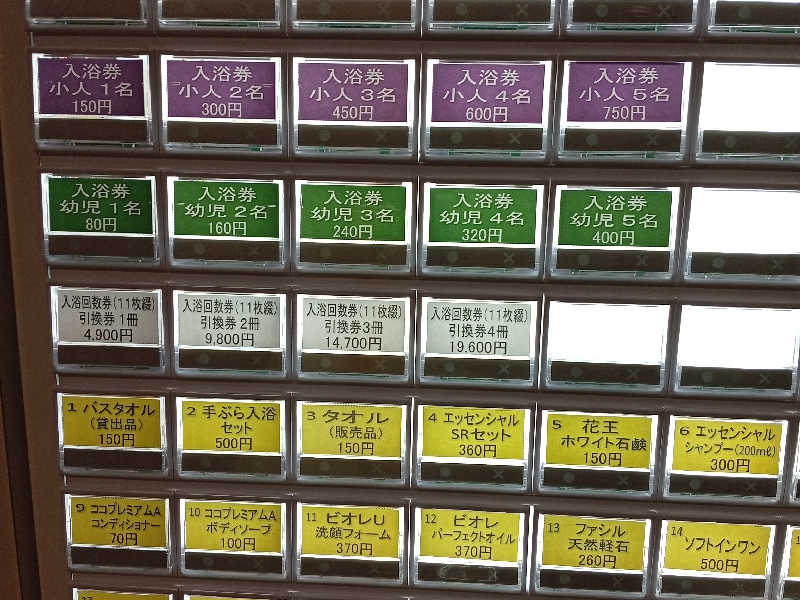 入浴券
小人 1名
150円
入浴券
小人 2名
300円
入浴券
小人 3名
450円
入浴券
小人 4名
600円
入浴券
小人 5名
750円
入浴券
幼児 1名
80円
入浴券
幼児 2名
160円
入浴券
幼児 3名
240円
入浴券
幼児 4名
320円
入浴券
幼児 5名
400円
入浴回数券(11枚綴)
引換券 1冊
4,900円
入浴回数券(11枚綴)
引換券 2冊
9,800円
入浴回数券(11枚綴)
引換券3冊
14,700円
入浴回数券(11枚綴)
引換券4冊
19,600円
1 バスタオル
(貸出品)
150円
2 手ぶら入浴
セット
500円
3 タオル
(販売品)
150円
4 エッセンシャル
SRセット
360円
5 花王
ホワイト石鹸
150円
6 エッセンシャル
シャンプー(200mℓ)
300円
9 ココプレミアムA
コンディショナー
70円
10 ココプレミアムA
ボディソープ
100円
11 ビオレU
洗顔フォーム
370円
12 ビオレ
パーフェクトオイル
370円
13 ファシル
天然軽石
260円
14 ソフトインワン
500円